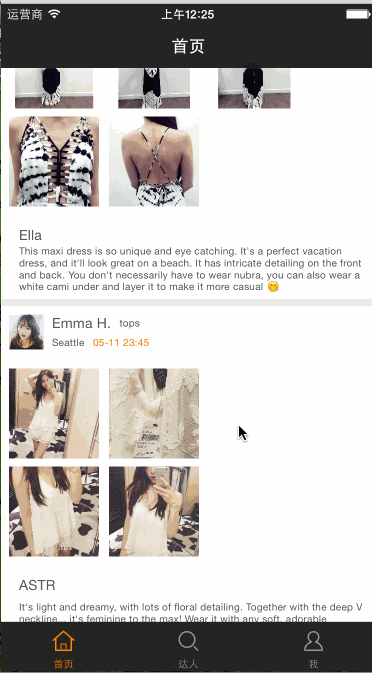 运营商 上午12:25
首页
Ella
This maxi dress is so unique and eye catching. It's a perfect vacation
dress, and it'll look great on a beach. It has intricate detailing on the front
and back. You don't necessarily have to wear nubra, you can also wear a
white cami under and layer it to make it more casual 😋
Emma H. tops
Seattle 05-11 23:45
ASTR
It's light and dreamy, with lots of floral detailing. Together with the deep V
neckline... it's feminine to the max! Wear it with any soft, adorable
首页 达人 我